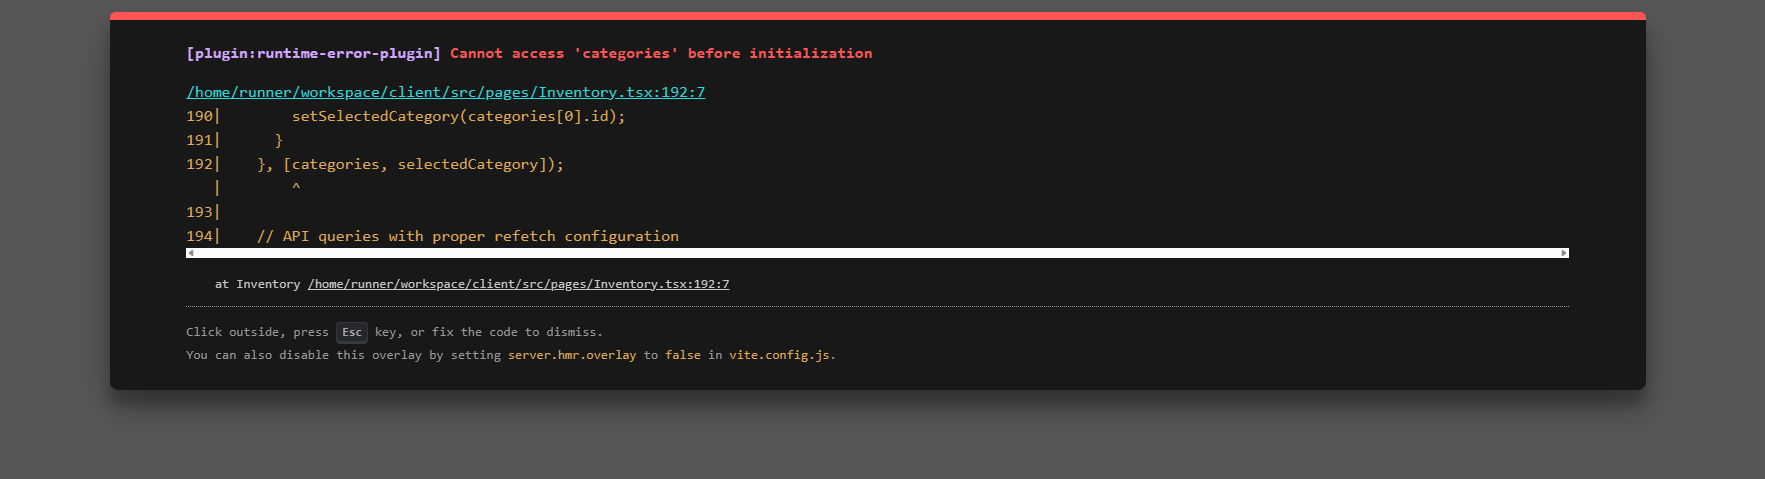 [plugin:runtime-error-plugin] Cannot access 'categories' before initialization
/home/runner/workspace/client/src/pages/Inventory.tsx:192:7
190|        setSelectedCategory(categories[0].id);
191|      }
192|    }, [categories, selectedCategory]);
   |        ^
193|
194|    // API queries with proper refetch configuration
at Inventory /home/runner/workspace/client/src/pages/Inventory.tsx:192:7
Click outside, press Esc key, or fix the code to dismiss.
You can also disable this overlay by setting server.hmr.overlay to false in vite.config.js.